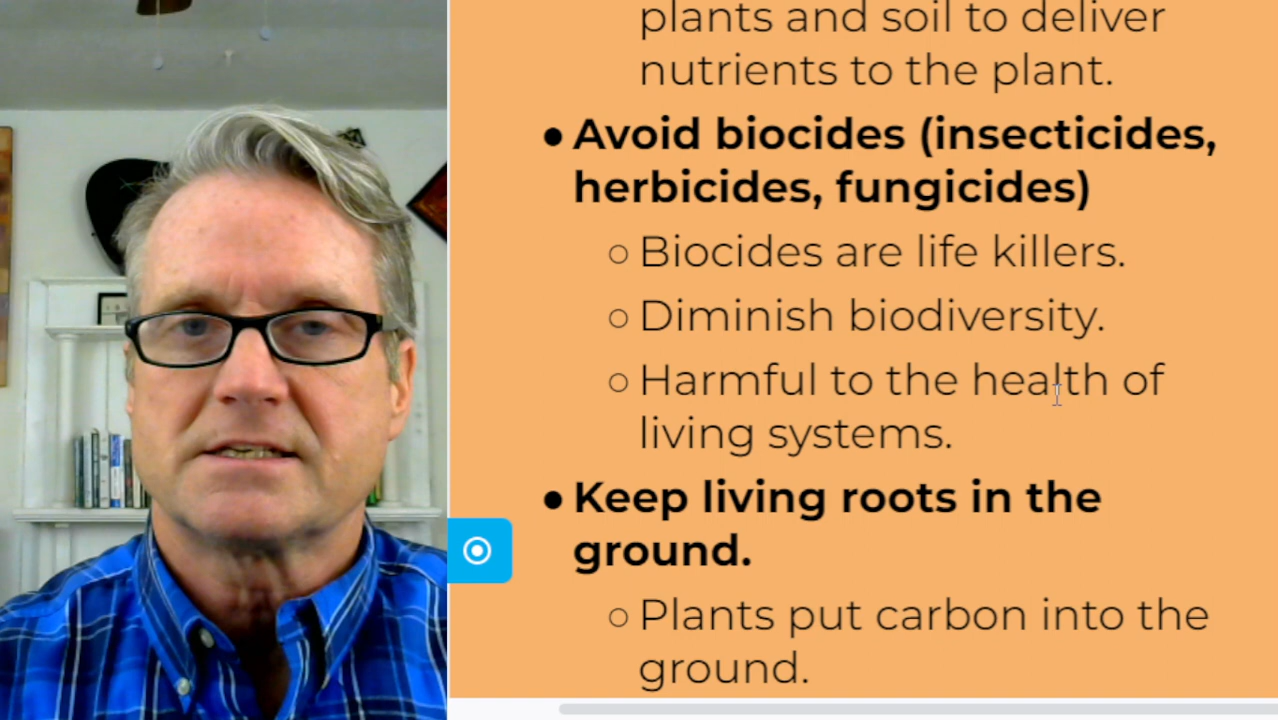 plants and soil to deliver
nutrients to the plant.
● Avoid biocides (insecticides,
herbicides, fungicides)
○ Biocides are life killers.
○ Diminish biodiversity.
○ Harmful to the health of
living systems.
● Keep living roots in the
ground.
○ Plants put carbon into the
ground.